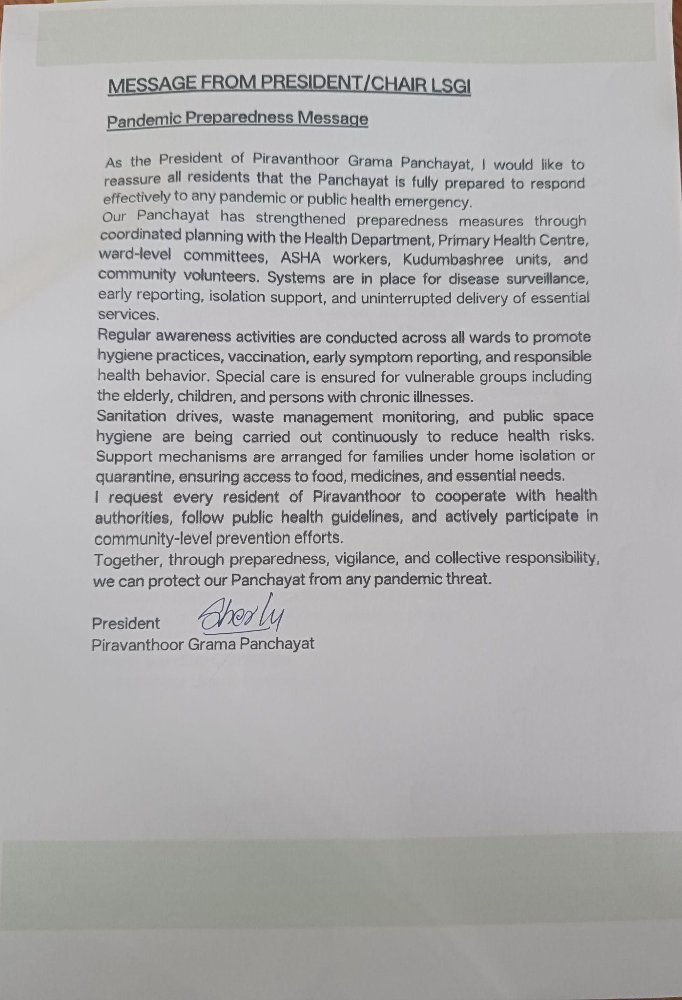 MESSAGE FROM PRESIDENT/CHAIR LSGI
Pandemic Preparedness Message
As the President of Piravanthoor Grama Panchayat, I would like to
reassure all residents that the Panchayat is fully prepared to respond
effectively to any pandemic or public health emergency.
Our Panchayat has strengthened preparedness measures through
coordinated planning with the Health Department, Primary Health Centre,
ward-level committees, ASHA workers, Kudumbashree units, and
community volunteers. Systems are in place for disease surveillance,
early reporting, isolation support, and uninterrupted delivery of essential
services.
Regular awareness activities are conducted across all wards to promote
hygiene practices, vaccination, early symptom reporting, and responsible
health behavior. Special care is ensured for vulnerable groups including
the elderly, children, and persons with chronic illnesses.
Sanitation drives, waste management monitoring, and public space
hygiene are being carried out continuously to reduce health risks.
Support mechanisms are arranged for families under home isolation or
quarantine, ensuring access to food, medicines, and essential needs.
I request every resident of Piravanthoor to cooperate with health
authorities, follow public health guidelines, and actively participate in
community-level prevention efforts.
Together, through preparedness, vigilance, and collective responsibility,
we can protect our Panchayat from any pandemic threat.
President Sherly
Piravanthoor Grama Panchayat